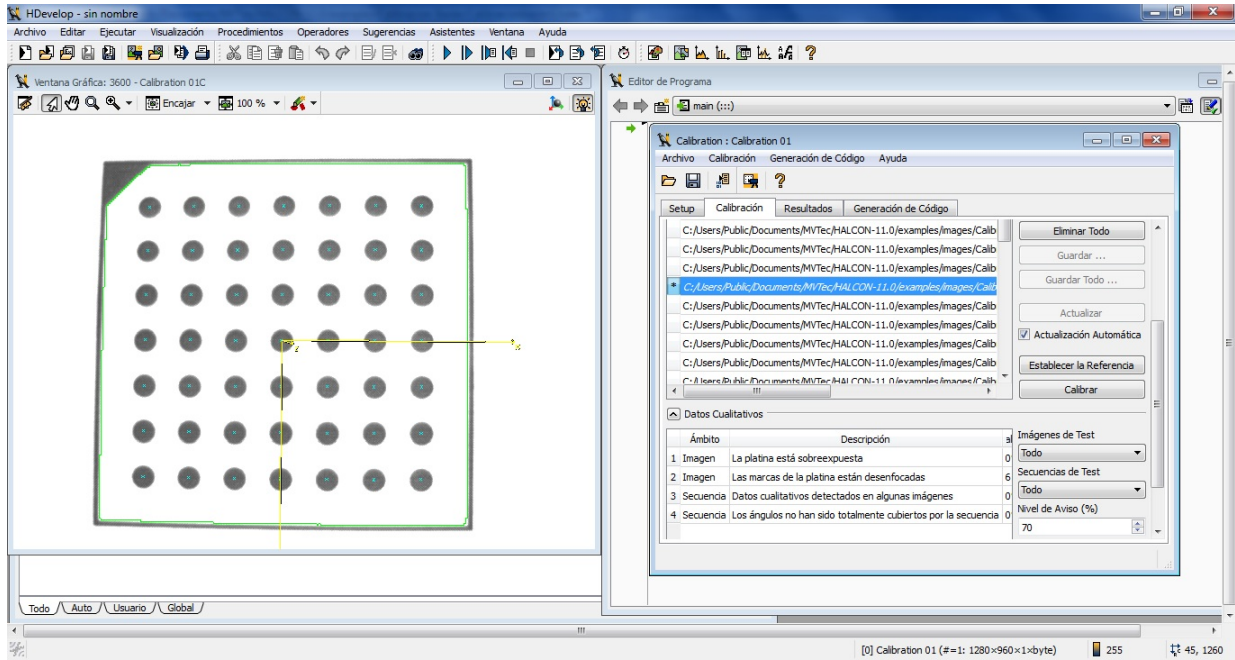 HDevelop - sin nombre
Archivo Editar Ejecutar Visualización Procedimientos Operadores Sugerencias Asistentes Ventana Ayuda
Ventana Gráfica: 3600 - Calibration 01C
Encajar 100 %
x
z
Todo Auto Usuario Global
Editor de Programa
main (:::)
Calibration : Calibration 01
Archivo Calibración Generación de Código Ayuda
Setup Calibración Resultados Generación de Código
C:/Users/Public/Documents/MVTec/HALCON-11.0/examples/images/Calib
C:/Users/Public/Documents/MVTec/HALCON-11.0/examples/images/Calib
C:/Users/Public/Documents/MVTec/HALCON-11.0/examples/images/Calib
* C:/Users/Public/Documents/MVTec/HALCON-11.0/examples/images/Calib
C:/Users/Public/Documents/MVTec/HALCON-11.0/examples/images/Calib
C:/Users/Public/Documents/MVTec/HALCON-11.0/examples/images/Calib
C:/Users/Public/Documents/MVTec/HALCON-11.0/examples/images/Calib
C:/Users/Public/Documents/MVTec/HALCON-11.0/examples/images/Calib
C:/Users/Public/Documents/MVTec/HALCON-11.0/examples/images/Calib
Eliminar Todo
Guardar ...
Guardar Todo ...
Actualizar
Actualización Automática
Establecer la Referencia
Calibrar
Datos Cualitativos
Ámbito Descripción
1 Imagen La platina está sobreexpuesta 0
2 Imagen Las marcas de la platina están desenfocadas 6
3 Secuencia Datos cualitativos detectados en algunas imágenes 0
4 Secuencia Los ángulos no han sido totalmente cubiertos por la secuencia 0
Imágenes de Test
Todo
Secuencias de Test
Todo
Nivel de Aviso (%)
70
[0] Calibration 01 (#=1: 1280×960×1×byte) 255 45, 1260